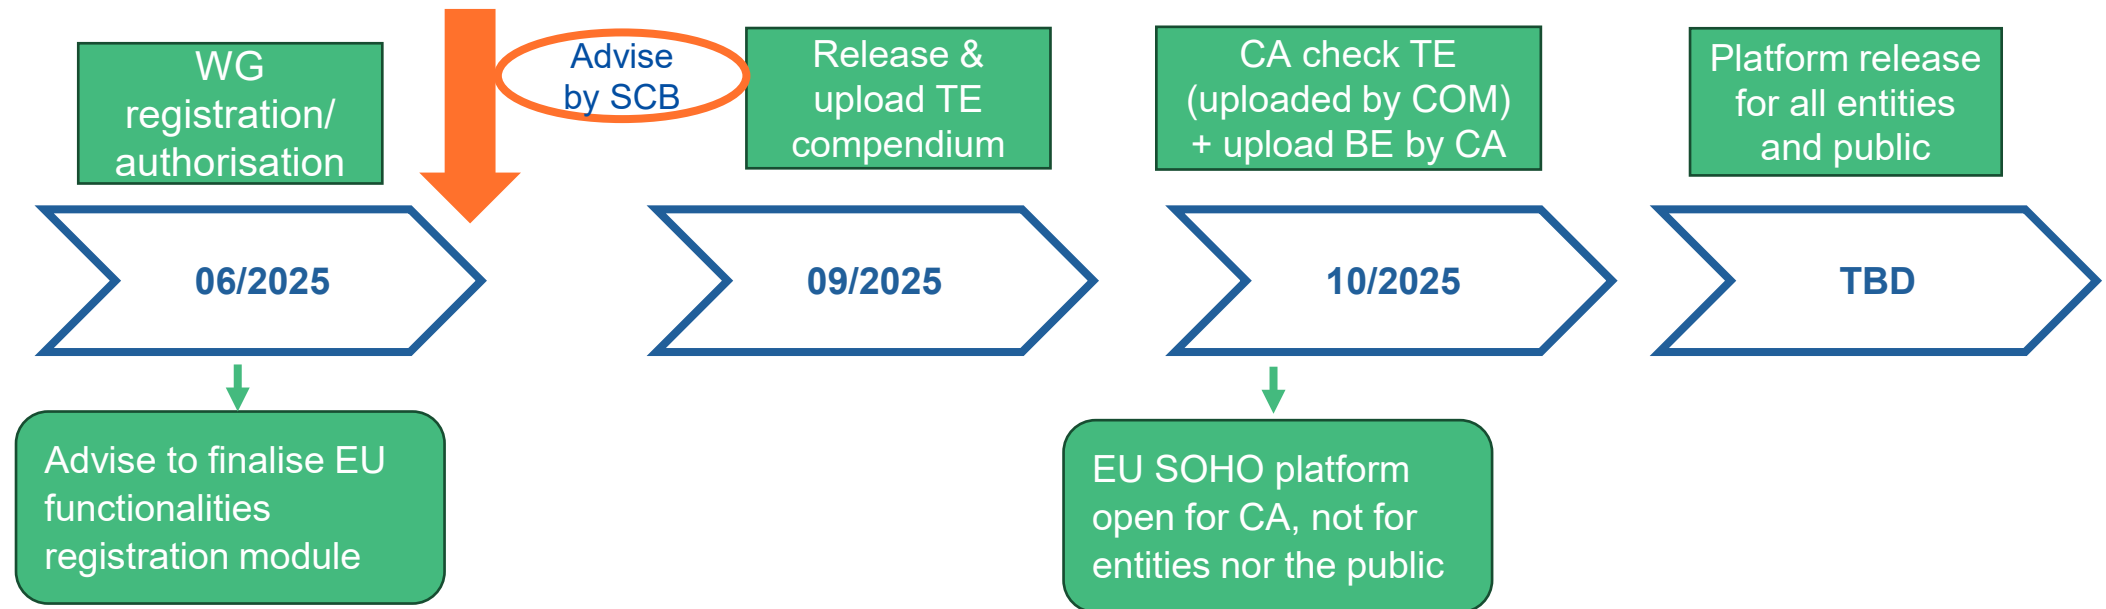 WG
registration/
authorisation
Advise
by SCB
Release &
upload TE
compendium
CA check TE
(uploaded by COM)
+ upload BE by CA
Platform release
for all entities
and public
06/2025
09/2025
10/2025
TBD
Advise to finalise EU
functionalities
registration module
EU SOHO platform
open for CA, not for
entities nor the public